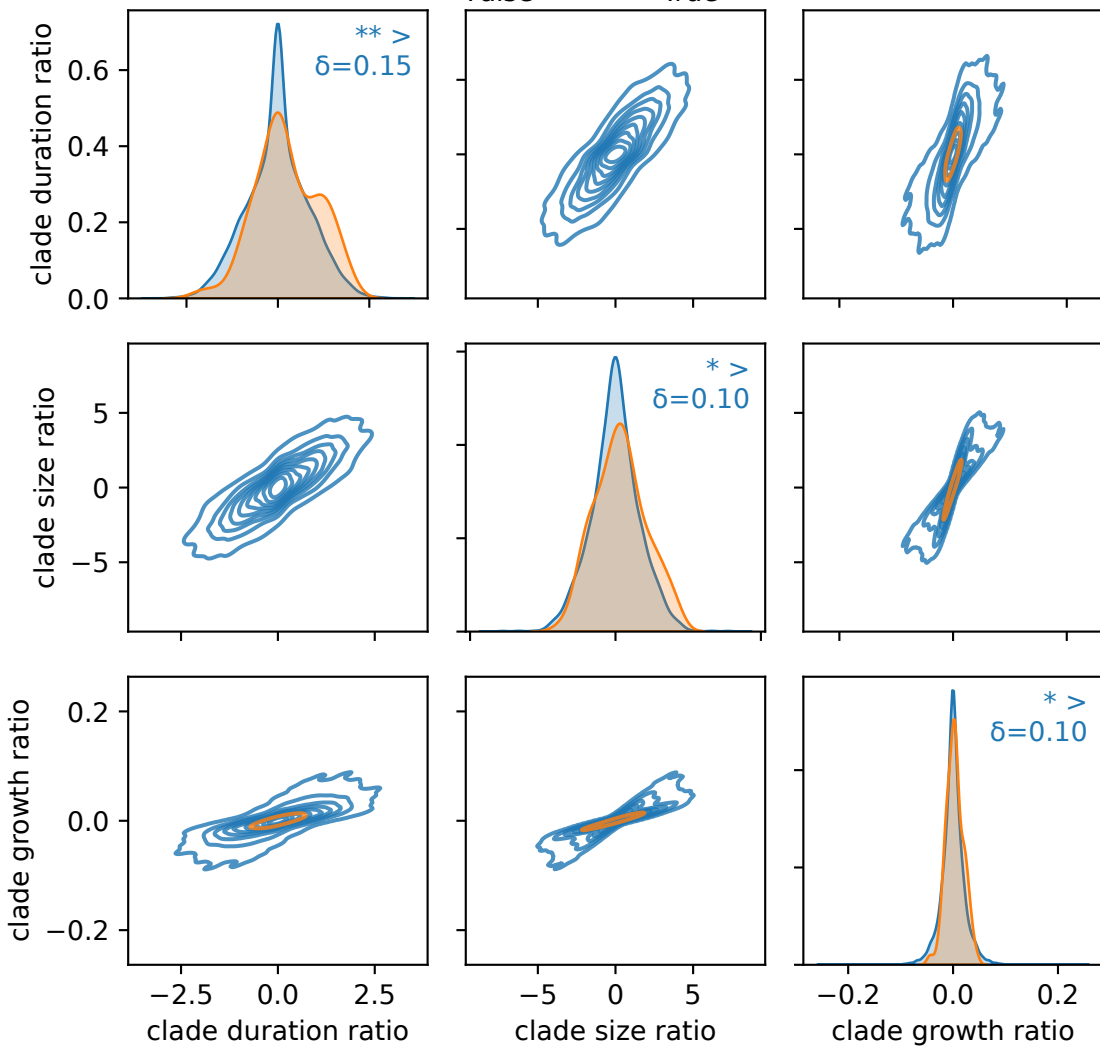 clade duration ratio
0.6
0.4
0.2
0.0
** >
δ=0.15
clade size ratio
5
0
−5
* >
δ=0.10
clade growth ratio
0.2
0.0
−0.2
* >
δ=0.10
−2.5 0.0 2.5
−5 0 5
−0.2 0.0 0.2
clade duration ratio
clade size ratio
clade growth ratio